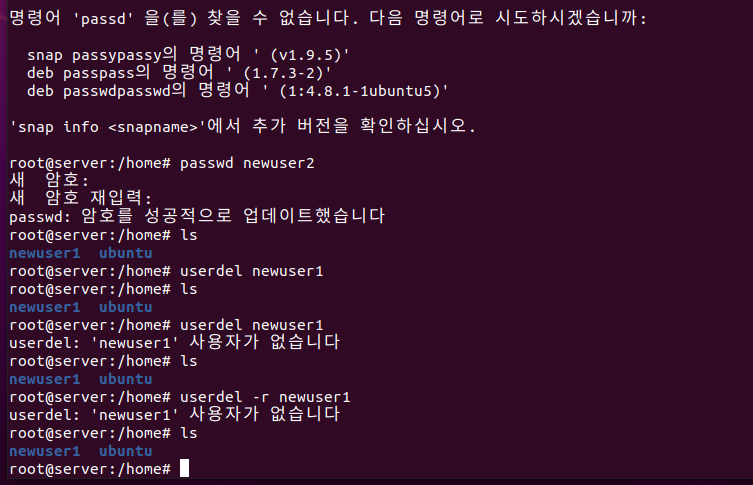 명령어 'passd' 을(를) 찾을 수 없습니다. 다음 명령어로 시도하시겠습니까:
snap passypassy의 명령어 ' (v1.9.5)'
deb passpass의 명령어 ' (1.7.3-2)'
deb passwdpasswd의 명령어 ' (1:4.8.1-1ubuntu5)'
'snap info <snapname>'에서 추가 버전을 확인하십시오.
root@server:/home# passwd newuser2
새 암호:
새 암호 재입력:
passwd: 암호를 성공적으로 업데이트했습니다
root@server:/home# ls
newuser1 ubuntu
root@server:/home# userdel newuser1
root@server:/home# ls
newuser1 ubuntu
root@server:/home# userdel newuser1
userdel: 'newuser1' 사용자가 없습니다
root@server:/home# ls
newuser1 ubuntu
root@server:/home# userdel -r newuser1
userdel: 'newuser1' 사용자가 없습니다
root@server:/home# ls
newuser1 ubuntu
root@server:/home#